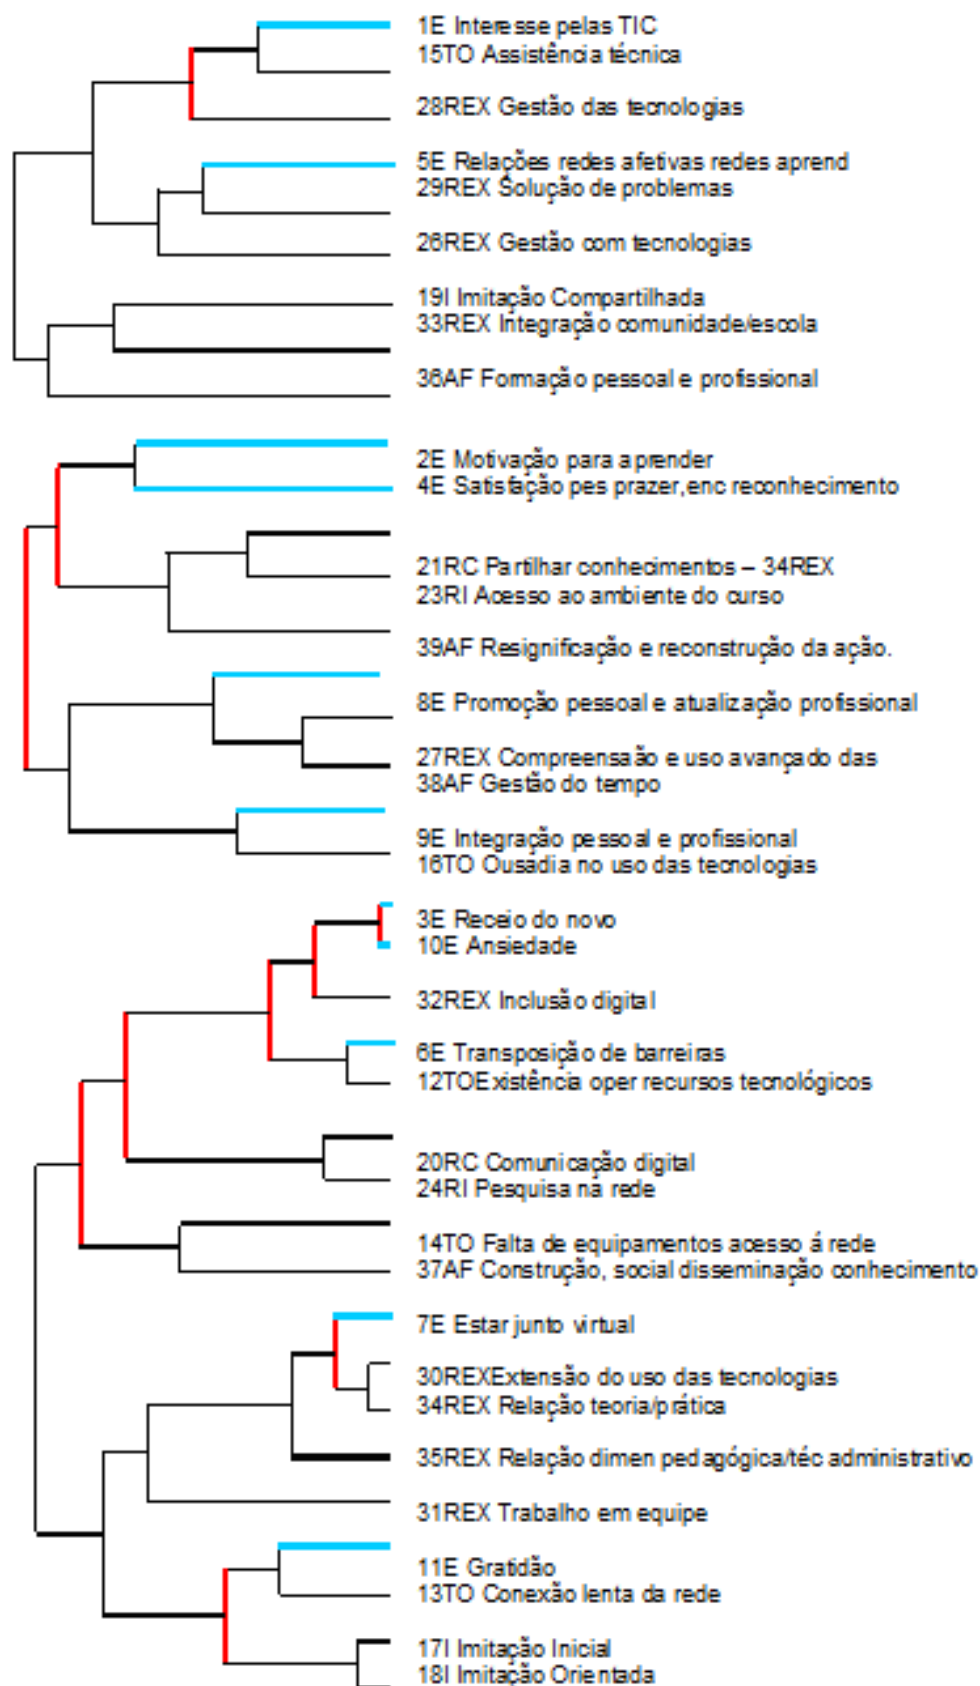 1E Interesse pelas TIC
15TO Assistência técnica
28REX Gestão das tecnologias
5E Relações redes afetivas redes aprend
29REX Solução de problemas
26REX Gestão com tecnologias
19I Imitação Compartilhada
33REX Integração comunidade/escola
36AF Formação pessoal e profissional
2E Motivação para aprender
4E Satisfação pes prazer,enc reconhecimento
21RC Partilhar conhecimentos – 34REX
23RI Acesso ao ambiente do curso
39AF Resignificação e reconstrução da ação.
8E Promoção pessoal e atualização profissional
27REX Compreensaão e uso avançado das
38AF Gestão do tempo
9E Integração pessoal e profissional
16TO Ousadia no uso das tecnologias
3E Receio do novo
10E Ansiedade
32REX Inclusão digital
6E Transposição de barreiras
12TOExistência oper recursos tecnológicos
20RC Comunicação digital
24RI Pesquisa na rede
14TO Falta de equipamentos acesso á rede
37AF Construção, social disseminação conhecimento
7E Estar junto virtual
30REXExtensão do uso das tecnologias
34REX Relação teoria/prática
35REX Relação dimen pedagógica/téc administrativo
31REX Trabalho em equipe
11E Gratidão
13TO Conexão lenta da rede
17I Imitação Inicial
18I Imitação Orientada